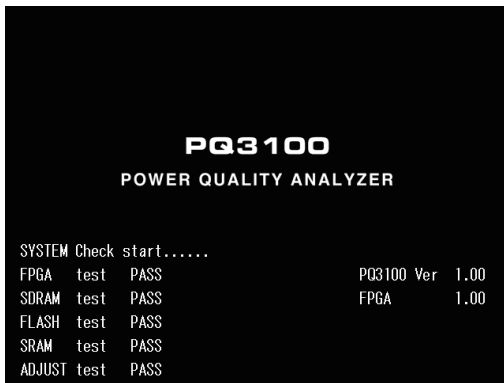 PQ3100
POWER QUALITY ANALYZER
SYSTEM Check start......
FPGA test PASS PQ3100 Ver 1.00
SDRAM test PASS FPGA 1.00
FLASH test PASS
SRAM test PASS
ADJUST test PASS